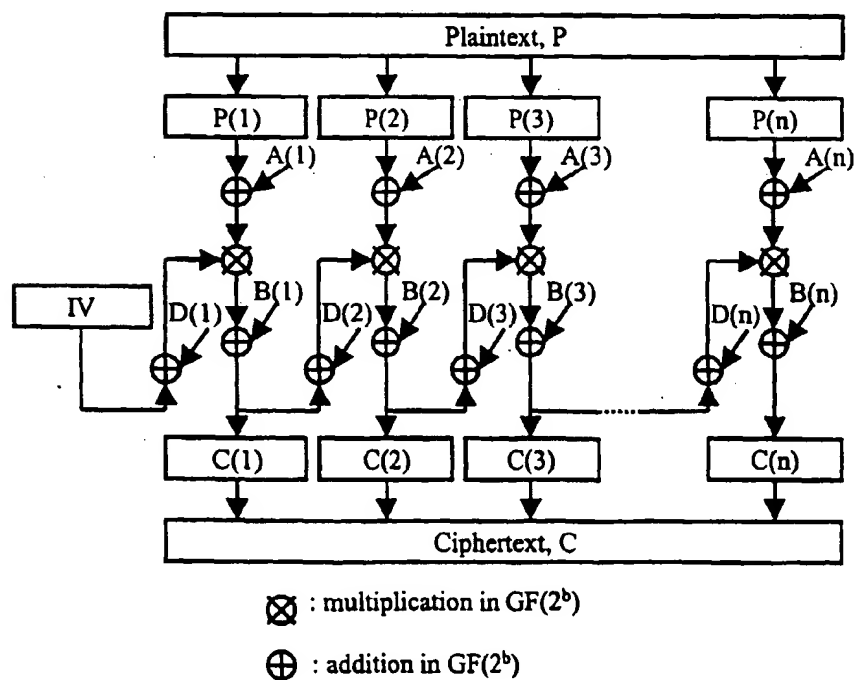 Plaintext, P
P(1) P(2) P(3) P(n)
A(1) A(2) A(3) A(n)
IV D(1) B(1) D(2) B(2) D(3) B(3) D(n) B(n)
C(1) C(2) C(3) C(n)
Ciphertext, C
: multiplication in GF(2ᵇ)
: addition in GF(2ᵇ)